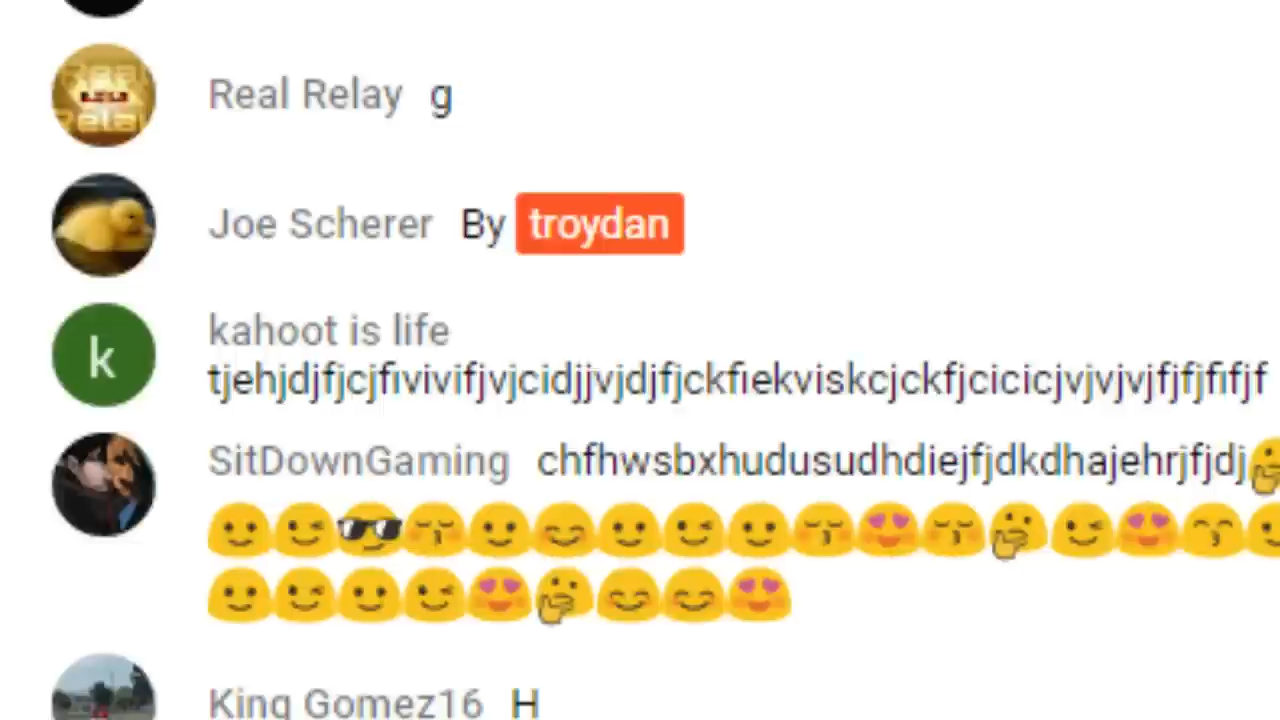 Real Relay g
Joe Scherer By troydan
kahoot is life
tjehjdjfjcjfivivifjvjcidjjvjdjfjckfiekviskcjckfjcicicjvjvjvjfjfjfifjf
SitDownGaming chfhwsbxhudusudhdiejfjdkdhajehrjfjdj🤔
🙂😉😎😚🙂😊🙂😉🙂😚😍😚🤔😉😍😙🙂
🙂😉🙂😉😍🤔😊😊😍
King Gomez16 H
k